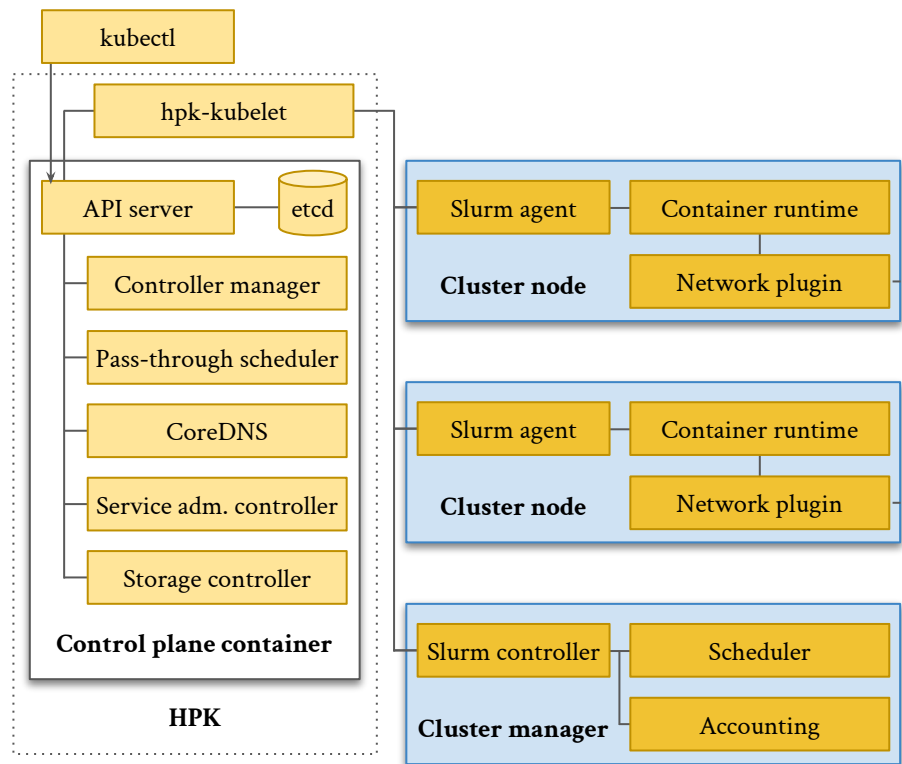 kubectl
hpk-kubelet
API server
etcd
Controller manager
Pass-through scheduler
CoreDNS
Service adm. controller
Storage controller
Control plane container
HPK
Slurm agent
Container runtime
Cluster node
Network plugin
Slurm agent
Container runtime
Cluster node
Network plugin
Slurm controller
Scheduler
Cluster manager
Accounting